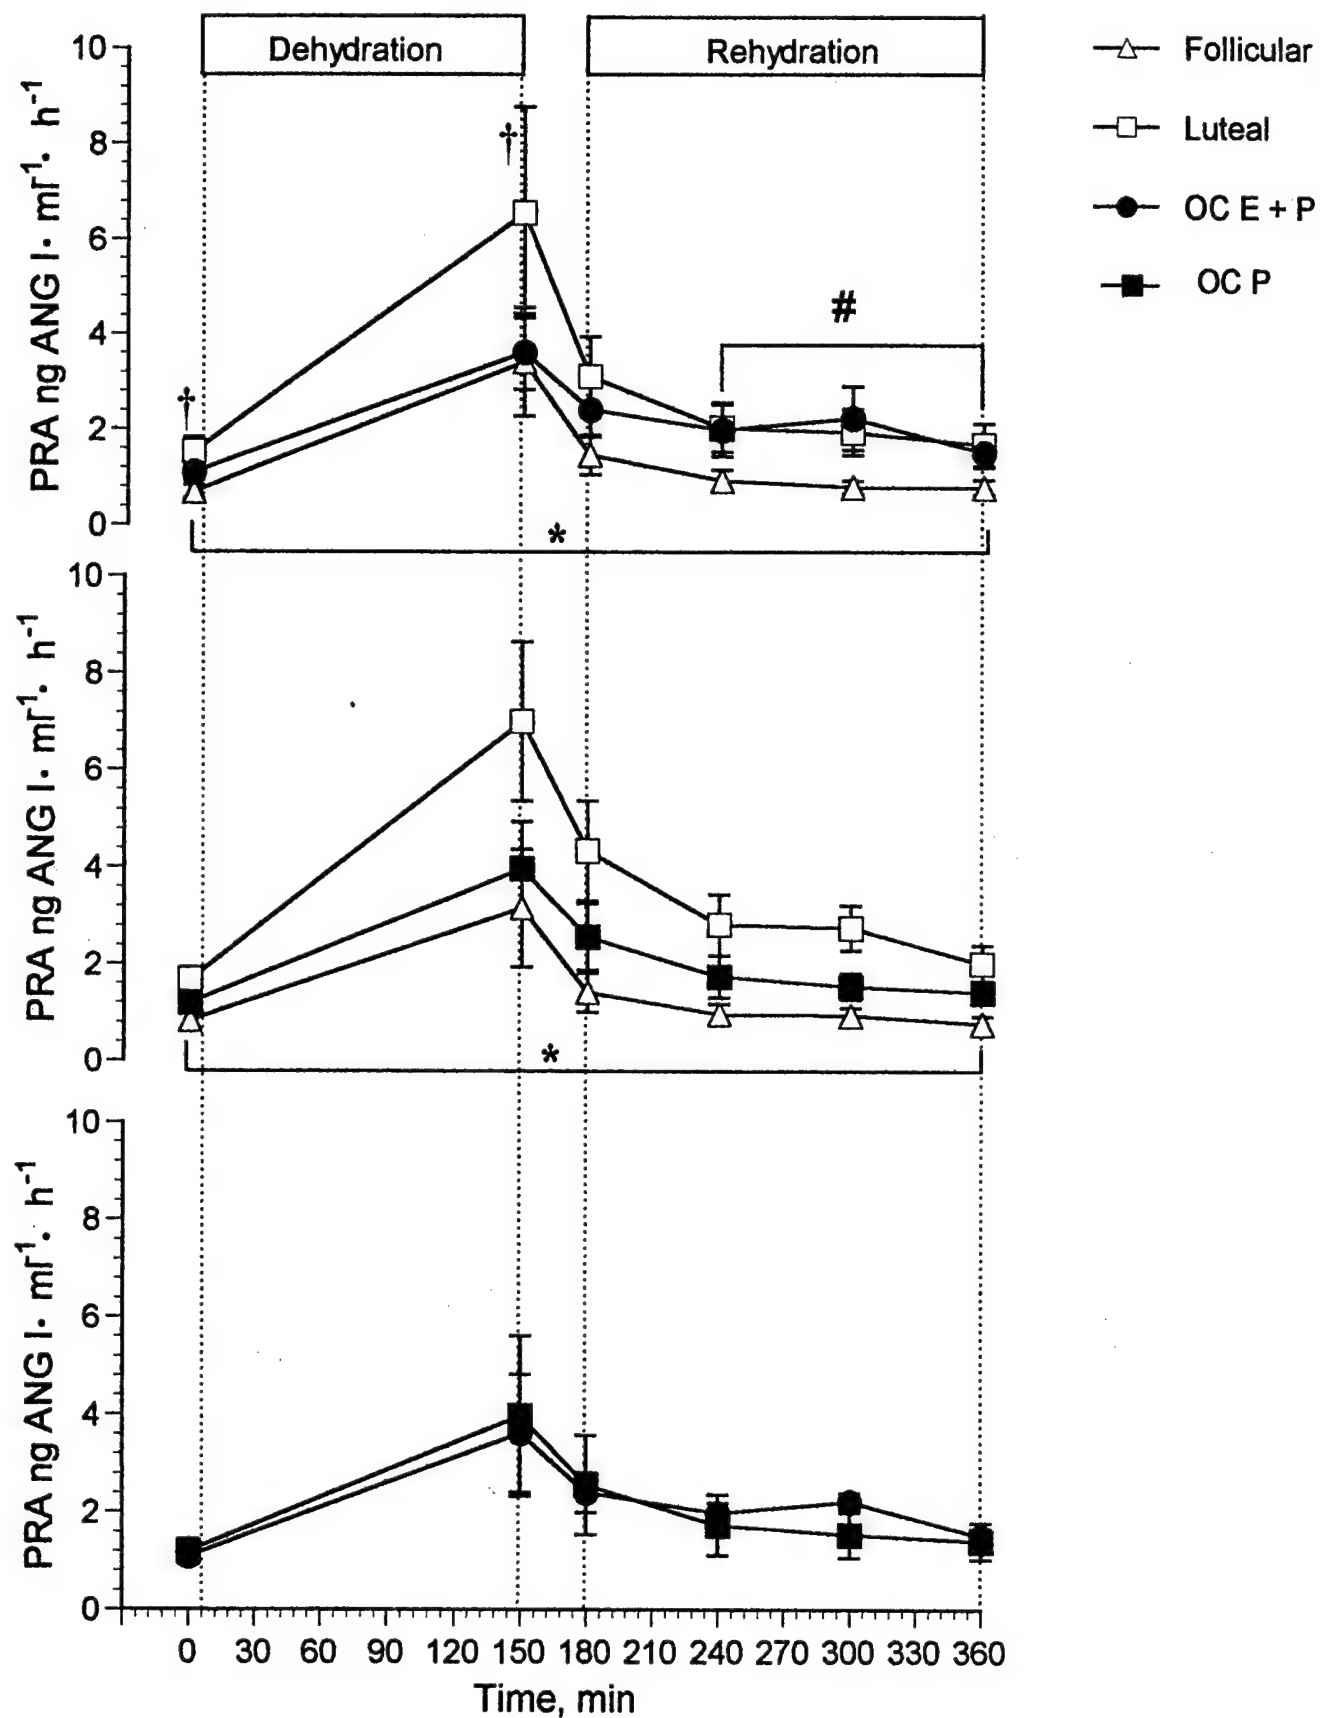 Dehydration
Rehydration
Follicular
Luteal
OC E + P
OC P
PRA ng ANG I· ml⁻¹· h⁻¹
10
8
6
4
2
0
†
†
#
*
PRA ng ANG I· ml⁻¹· h⁻¹
10
8
6
4
2
0
*
PRA ng ANG I· ml⁻¹· h⁻¹
10
8
6
4
2
0
0 30 60 90 120 150 180 210 240 270 300 330 360
Time, min